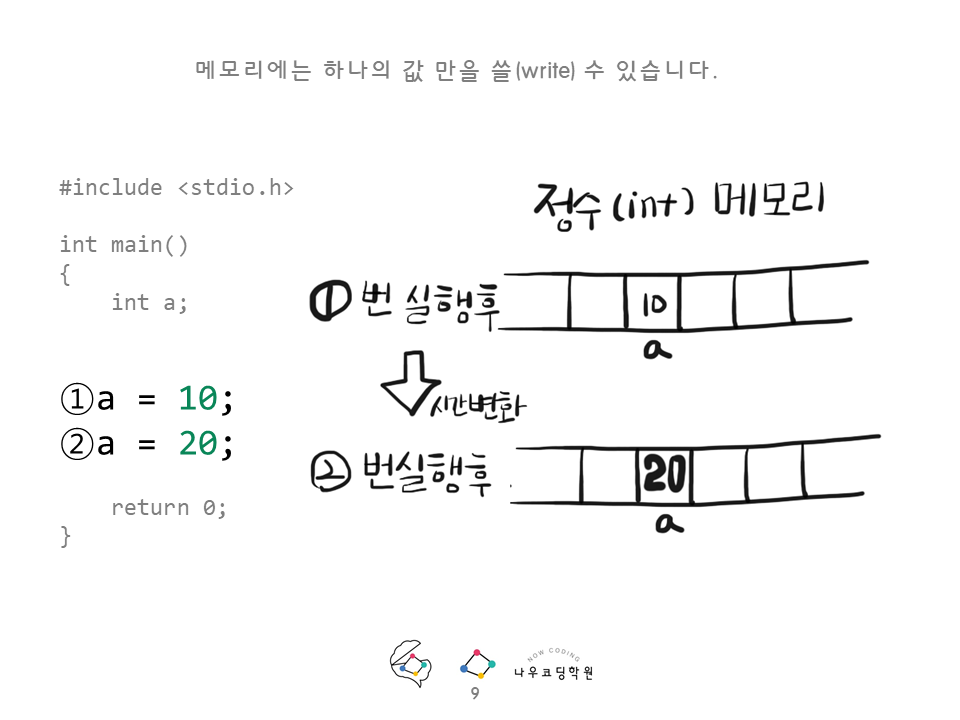 메모리에는 하나의 값 만을 쓸(write) 수 있습니다.
#include <stdio.h>
int main()
{
int a;
①a = 10;
②a = 20;
return 0;
}
정수(int) 메모리
① 번 실행후
10
a
시간변화
② 번실행후
20
a
NOW CODING
나우코딩학원
9